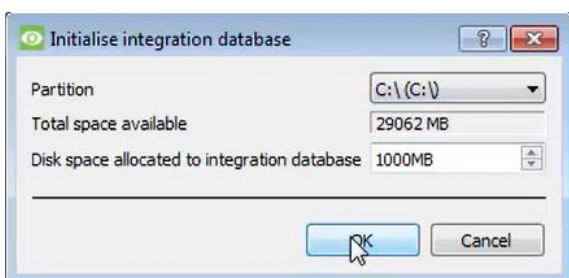 Initialise integration database
Partition C:\ (C:\)
Total space available 29062 MB
Disk space allocated to integration database 1000MB
OK Cancel